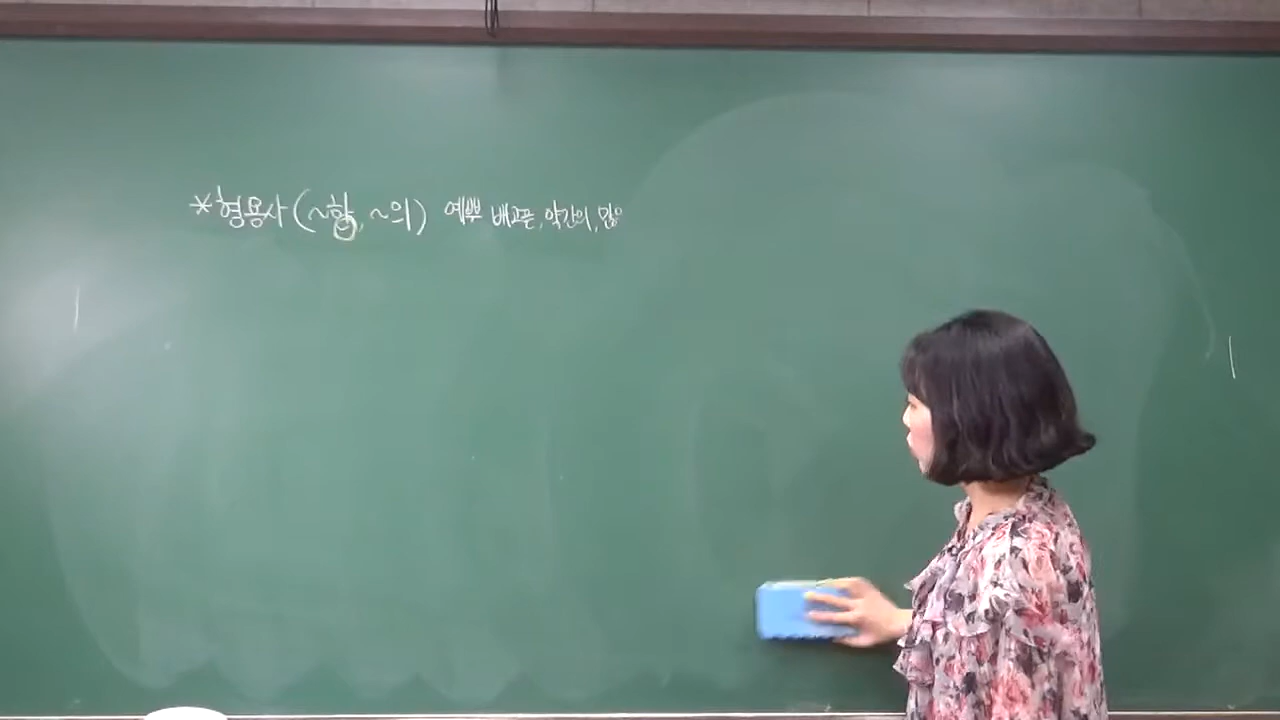 *형용사(~한, ~의) 예쁜 배고픈, 약간의, 많은